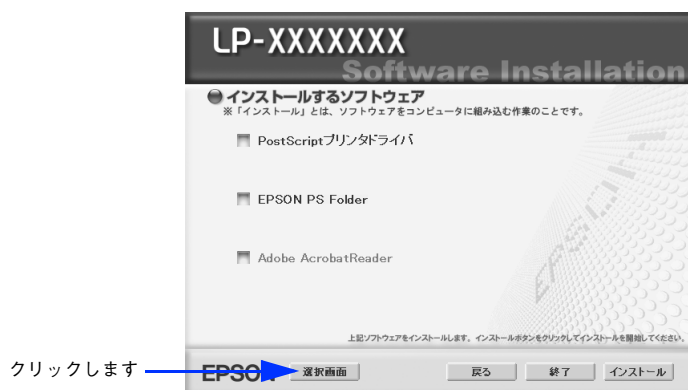 LP-XXXXXXX
Software Installation
インストールするソフトウェア
※「インストール」とは、ソフトウェアをコンピュータに組み込む作業のことです。
PostScriptプリンタドライバ
EPSON PS Folder
Adobe AcrobatReader
EPSON
上記ソフトウェアをインストールします。インストールボタンをクリックしてインストールを開始してください。
クリックします
EPSON 選択画面 戻る 終了 インストール